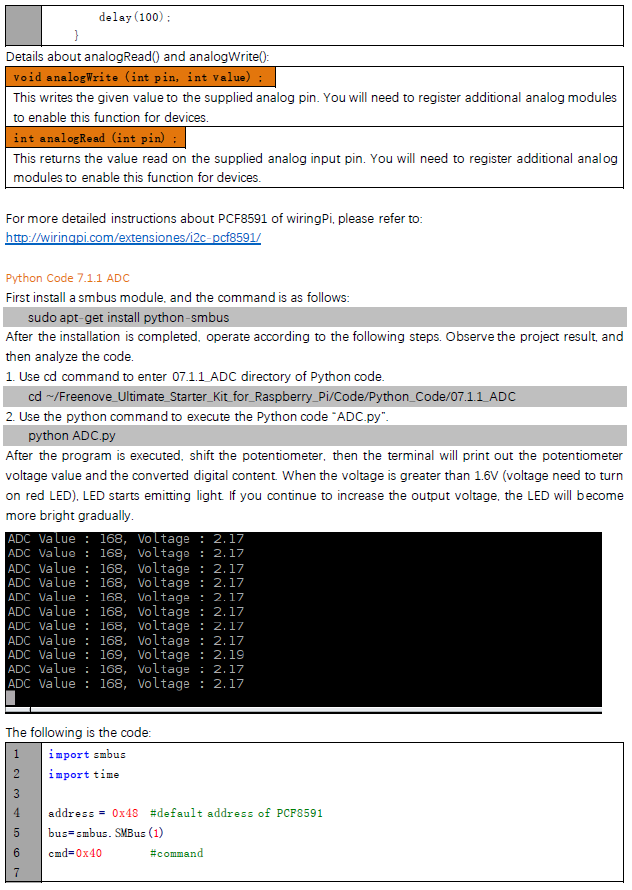 delay(100);
}
Details about analogRead() and analogWrite():
void analogWrite (int pin, int value) ;
This writes the given value to the supplied analog pin. You will need to register additional analog modules
to enable this function for devices.
int analogRead (int pin) ;
This returns the value read on the supplied analog input pin. You will need to register additional analog
modules to enable this function for devices.
For more detailed instructions about PCF8591 of wiringPi, please refer to:
http://wiringpi.com/extensiones/i2c-pcf8591/
Python Code 7.1.1 ADC
First install a smbus module, and the command is as follows:
sudo apt-get install python-smbus
After the installation is completed, operate according to the following steps. Observe the project result, and
then analyze the code.
1. Use cd command to enter 07.1.1_ADC directory of Python code.
cd ~/Freenove_Ultimate_Starter_Kit_for_Raspberry_Pi/Code/Python_Code/07.1.1_ADC
2. Use the python command to execute the Python code “ADC.py”.
python ADC.py
After the program is executed, shift the potentiometer, then the terminal will print out the potentiometer
voltage value and the converted digital content. When the voltage is greater than 1.6V (voltage need to turn
on red LED), LED starts emitting light. If you continue to increase the output voltage, the LED will become
more bright gradually.
ADC Value : 168, Voltage : 2.17
ADC Value : 168, Voltage : 2.17
ADC Value : 168, Voltage : 2.17
ADC Value : 168, Voltage : 2.17
ADC Value : 168, Voltage : 2.17
ADC Value : 168, Voltage : 2.17
ADC Value : 168, Voltage : 2.17
ADC Value : 168, Voltage : 2.17
ADC Value : 169, Voltage : 2.19
ADC Value : 168, Voltage : 2.17
ADC Value : 168, Voltage : 2.17
The following is the code:
1 import smbus
2 import time
3
4 address = 0x48 #default address of PCF8591
5 bus=smbus.SMBus(1)
6 cmd=0x40 #command
7